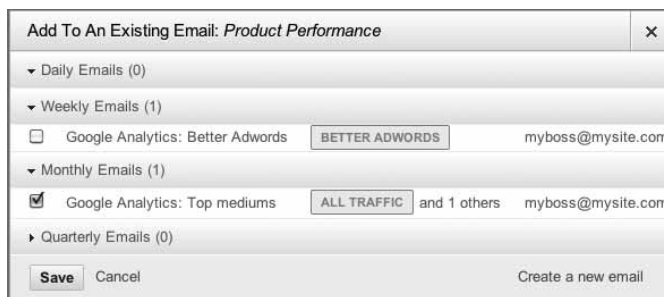 Add To An Existing Email: Product Performance ×
Daily Emails (0)
Weekly Emails (1)
Google Analytics: Better Adwords BETTER ADWORDS myboss@mysite.com
Monthly Emails (1)
Google Analytics: Top mediums ALL TRAFFIC and 1 others myboss@mysite.com
Quarterly Emails (0)
Save Cancel Create a new email